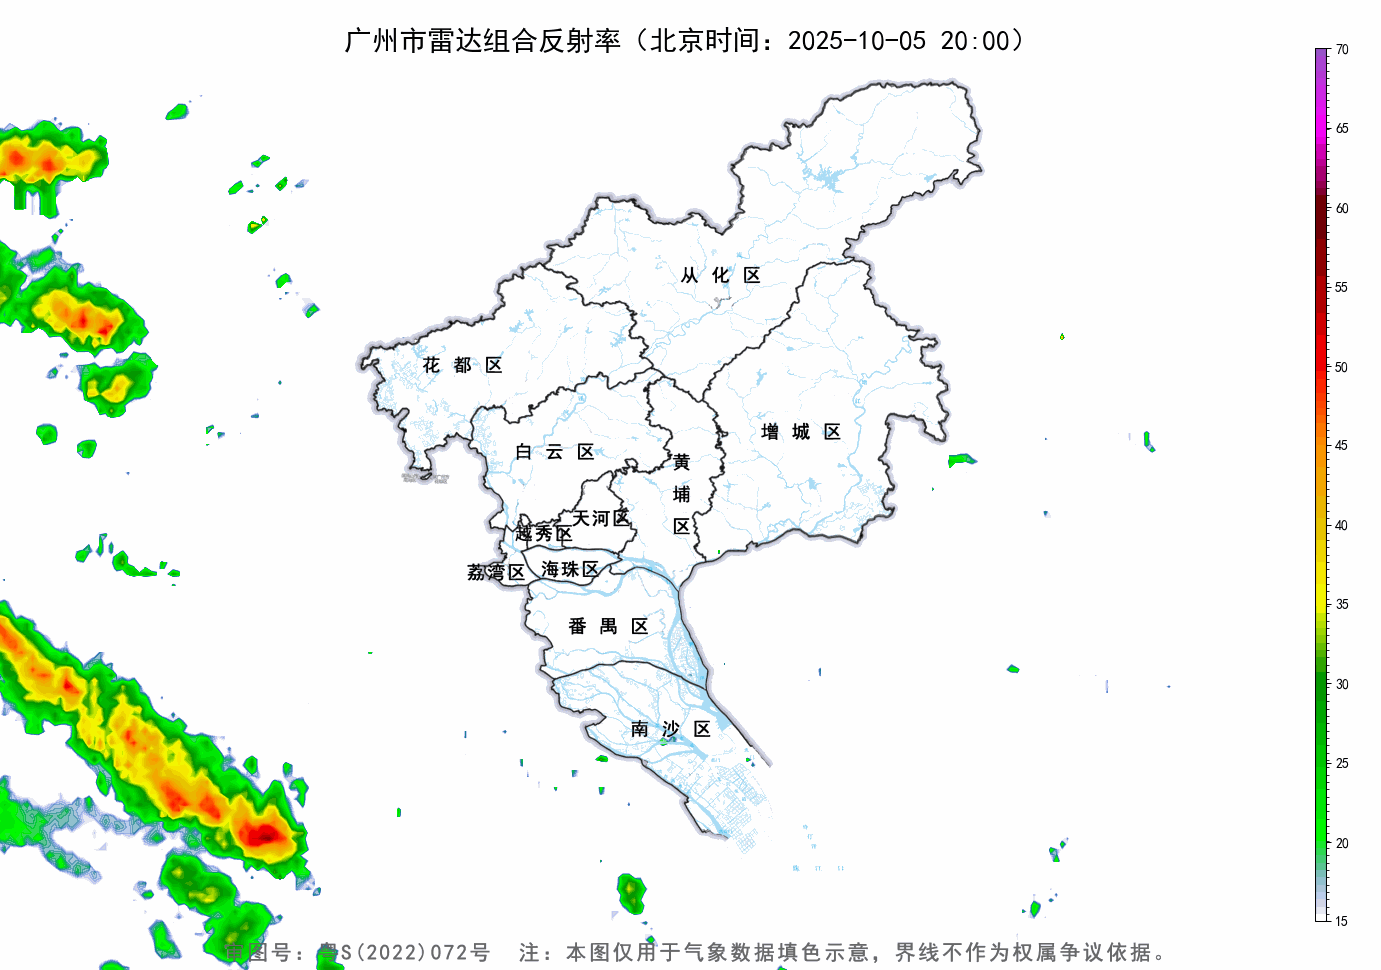 广州市雷达组合反射率（北京时间：2025-10-05 20:00）
70
65
60
55
50
45
40
35
30
25
20
15
从化区
花都区
增城区
白云区
黄埔区
天河区
越秀区
海珠区
荔湾区
番禺区
南沙区
审图号：粤S(2022)072号 注：本图仅用于气象数据填色示意，界线不作为权属争议依据。